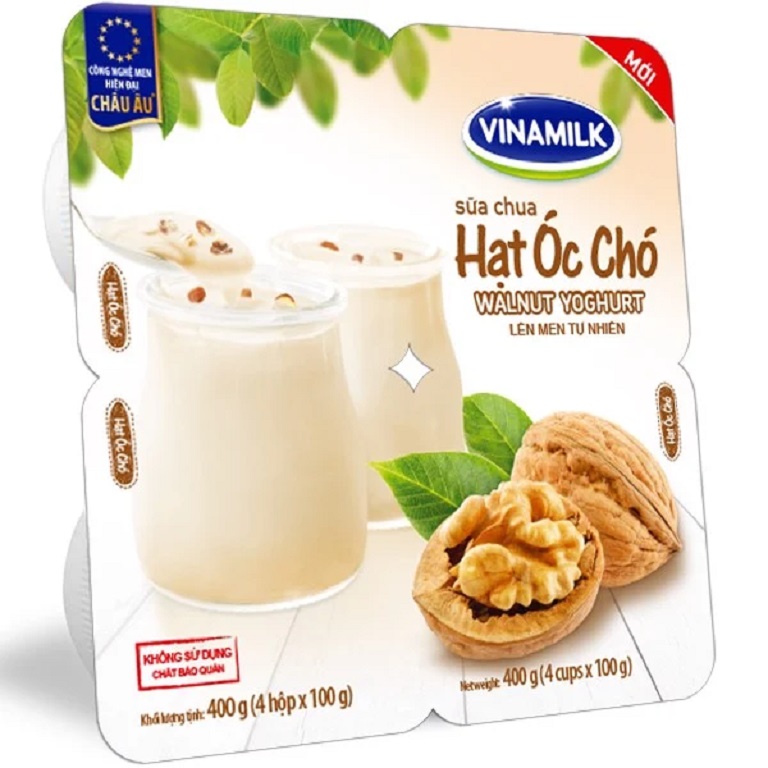 CÔNG NGHỆ MEN
HIỆN ĐẠI
CHÂU ÂU
MỚI
VINAMILK
sữa chua
Hạt Óc Chó
WALNUT YOGHURT
LÊN MEN TỰ NHIÊN
Hạt Óc Chó
Hạt Óc Chó
Hạt Óc Chó
KHÔNG SỬ DỤNG
CHẤT BẢO QUẢN
Khối lượng tịnh: 400 g (4 hộp x 100 g)
Net weight: 400 g (4 cups x 100 g)